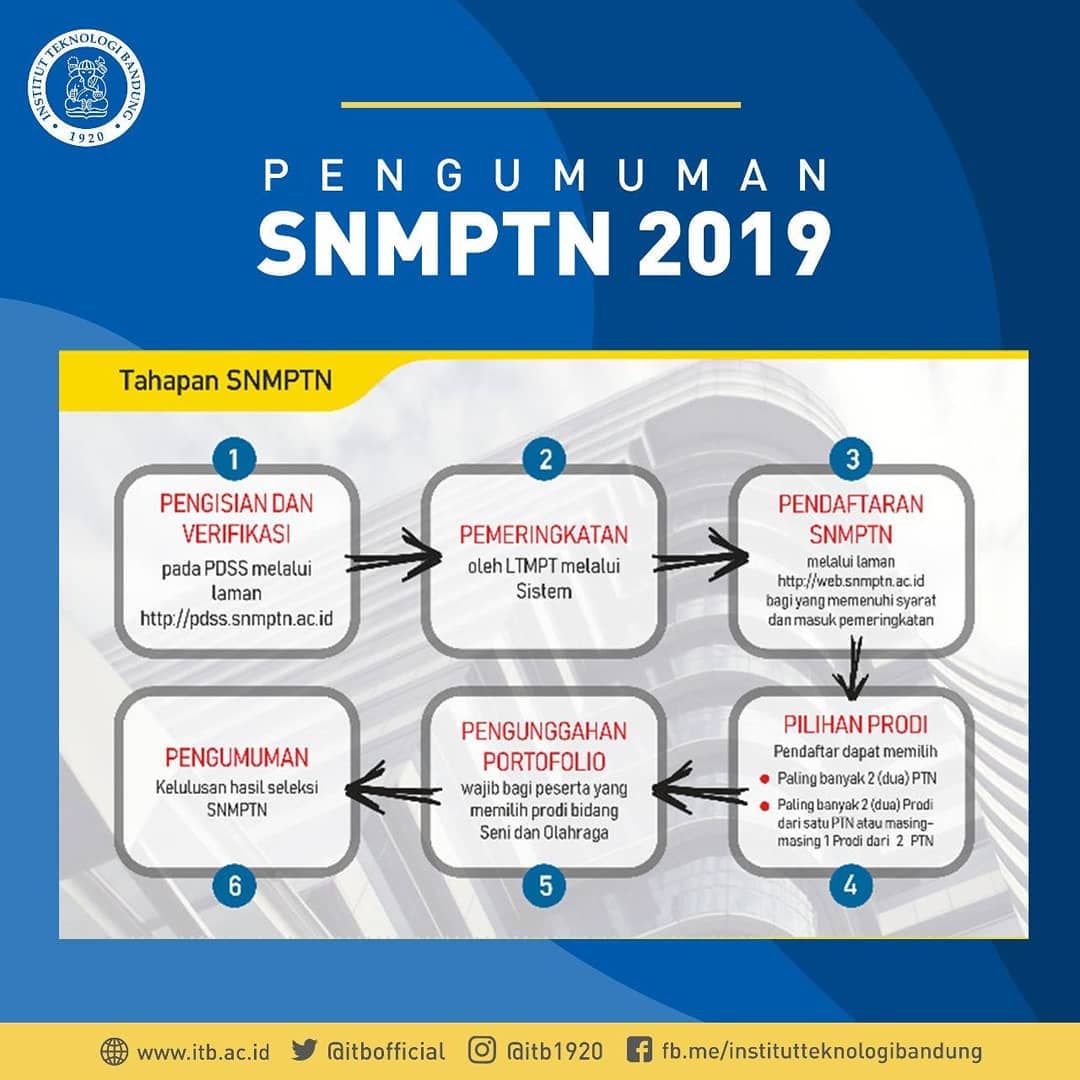 INSTITUT TEKNOLOGI BANDUNG
• 1920 •
PENGUMUMAN
SNMPTN 2019
Tahapan SNMPTN
1
PENGISIAN DAN
VERIFIKASI
pada PDSS melalui
laman
http://pdss.snmptn.ac.id
2
PEMERINGKATAN
oleh LTMPT melalui
Sistem
3
PENDAFTARAN
SNMPTN
melalui laman
http://web.snmptn.ac.id
bagi yang memenuhi syarat
dan masuk pemeringkatan
PILIHAN PRODI
Pendaftar dapat memilih
• Paling banyak 2 (dua) PTN
• Paling banyak 2 (dua) Prodi
dari satu PTN atau masing-
masing 1 Prodi dari 2 PTN
4
PENGUNGGAHAN
PORTOFOLIO
wajib bagi peserta yang
memilih prodi bidang
Seni dan Olahraga
5
PENGUMUMAN
Kelulusan hasil seleksi
SNMPTN
6
www.itb.ac.id @itbofficial @itb1920 fb.me/institutteknologibandung